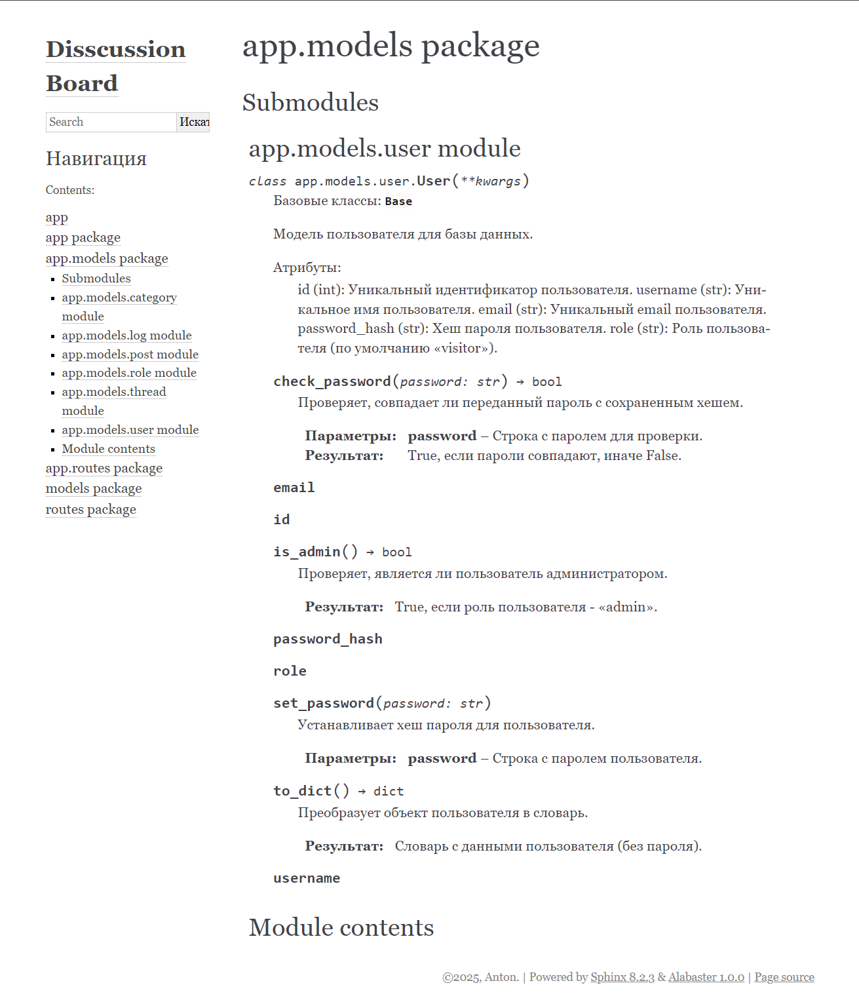 Disscussion
Board
Search
Искат
Навигация
Contents:
app
app package
app.models package
Submodules
app.models.category
module
app.models.log module
app.models.post module
app.models.role module
app.models.thread
module
app.models.user module
Module contents
app.routes package
models package
routes package
app.models package
Submodules
app.models.user module
class app.models.user.User(**kwargs)
Базовые классы: Base
Модель пользователя для базы данных.
Атрибуты:
id (int): Уникальный идентификатор пользователя. username (str): Уни-
кальное имя пользователя. email (str): Уникальный email пользователя.
password_hash (str): Хеш пароля пользователя. role (str): Роль пользова-
теля (по умолчанию «visitor»).
check_password(password: str) → bool
Проверяет, совпадает ли переданный пароль с сохраненным хешем.
Параметры: password – Строка с паролем для проверки.
Результат: True, если пароли совпадают, иначе False.
email
id
is_admin() → bool
Проверяет, является ли пользователь администратором.
Результат: True, если роль пользователя - «admin».
password_hash
role
set_password(password: str)
Устанавливает хеш пароля для пользователя.
Параметры: password – Строка с паролем пользователя.
to_dict() → dict
Преобразует объект пользователя в словарь.
Результат: Словарь с данными пользователя (без пароля).
username
Module contents
©2025, Anton. | Powered by Sphinx 8.2.3 & Alabaster 1.0.0 | Page source